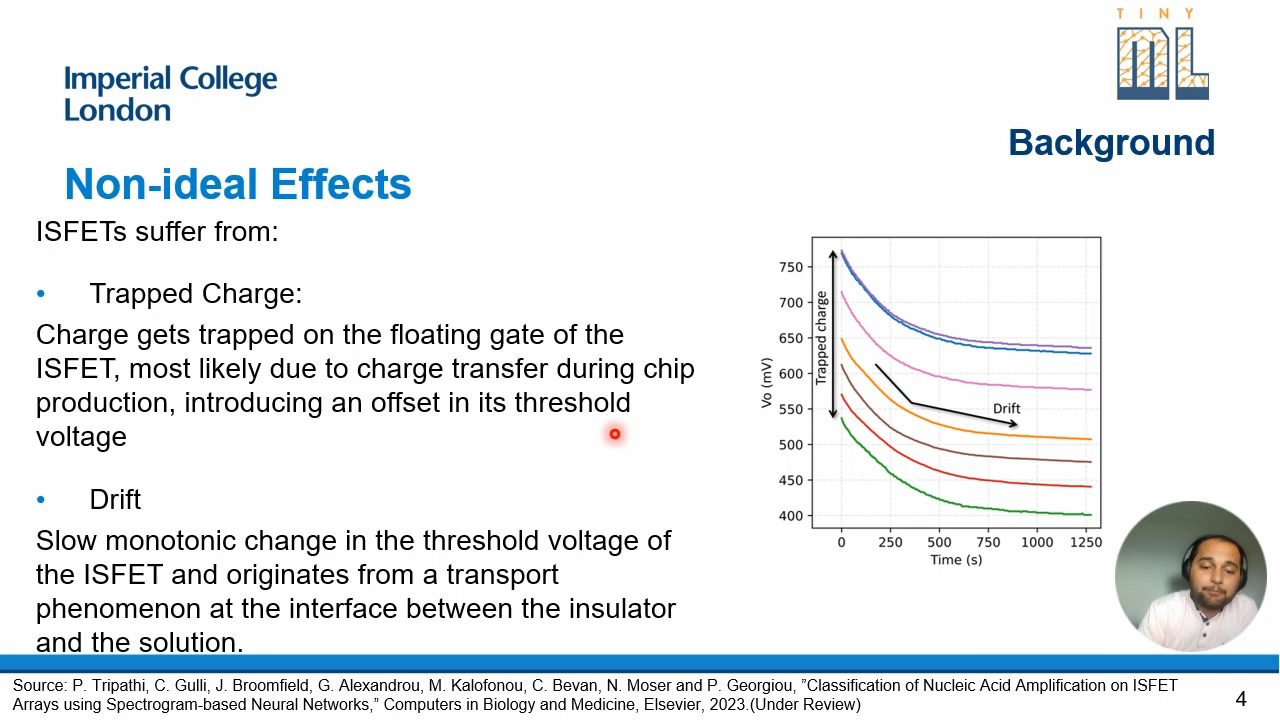 TINY
ML
Imperial College
London
Background
Non-ideal Effects
ISFETs suffer from:
• Trapped Charge:
Charge gets trapped on the floating gate of the
ISFET, most likely due to charge transfer during chip
production, introducing an offset in its threshold
voltage
• Drift
Slow monotonic change in the threshold voltage of
the ISFET and originates from a transport
phenomenon at the interface between the insulator
and the solution.
Vo (mV)
750
700
650
600
550
500
450
400
Trapped charge
Drift
0 250 500 750 1000 1250
Time (s)
Source: P. Tripathi, C. Gulli, J. Broomfield, G. Alexandrou, M. Kalofonou, C. Bevan, N. Moser and P. Georgiou, ”Classification of Nucleic Acid Amplification on ISFET
Arrays using Spectrogram-based Neural Networks,” Computers in Biology and Medicine, Elsevier, 2023.(Under Review)
4